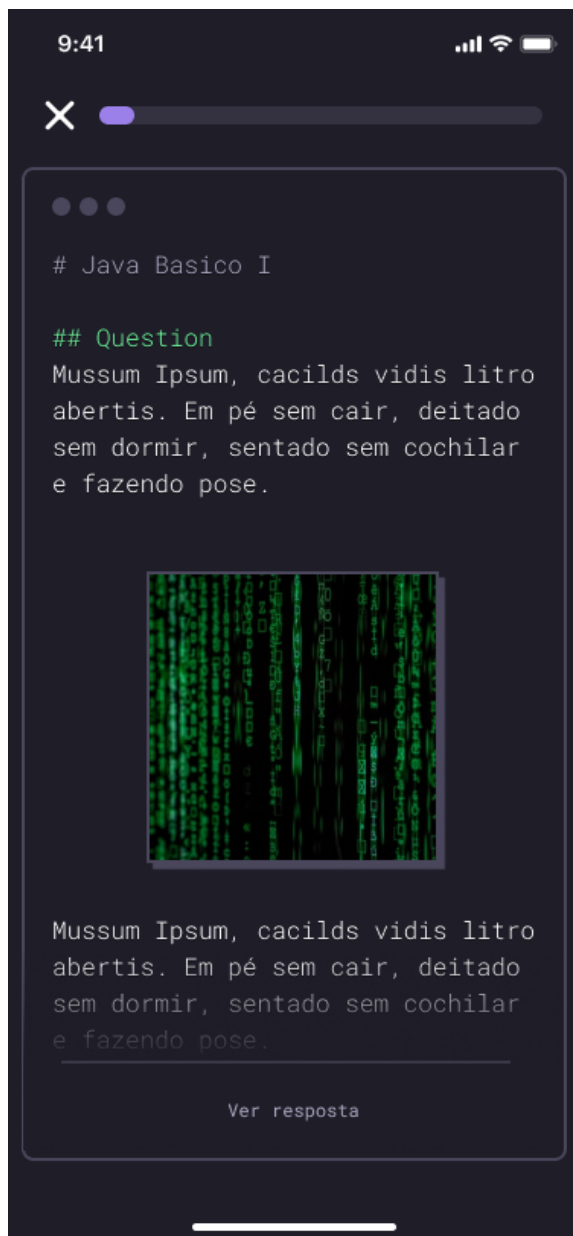 9:41
# Java Basico I
## Question
Mussum Ipsum, cacilds vidis litro
abertis. Em pé sem cair, deitado
sem dormir, sentado sem cochilar
e fazendo pose.
Mussum Ipsum, cacilds vidis litro
abertis. Em pé sem cair, deitado
sem dormir, sentado sem cochilar
e fazendo pose.
Ver resposta